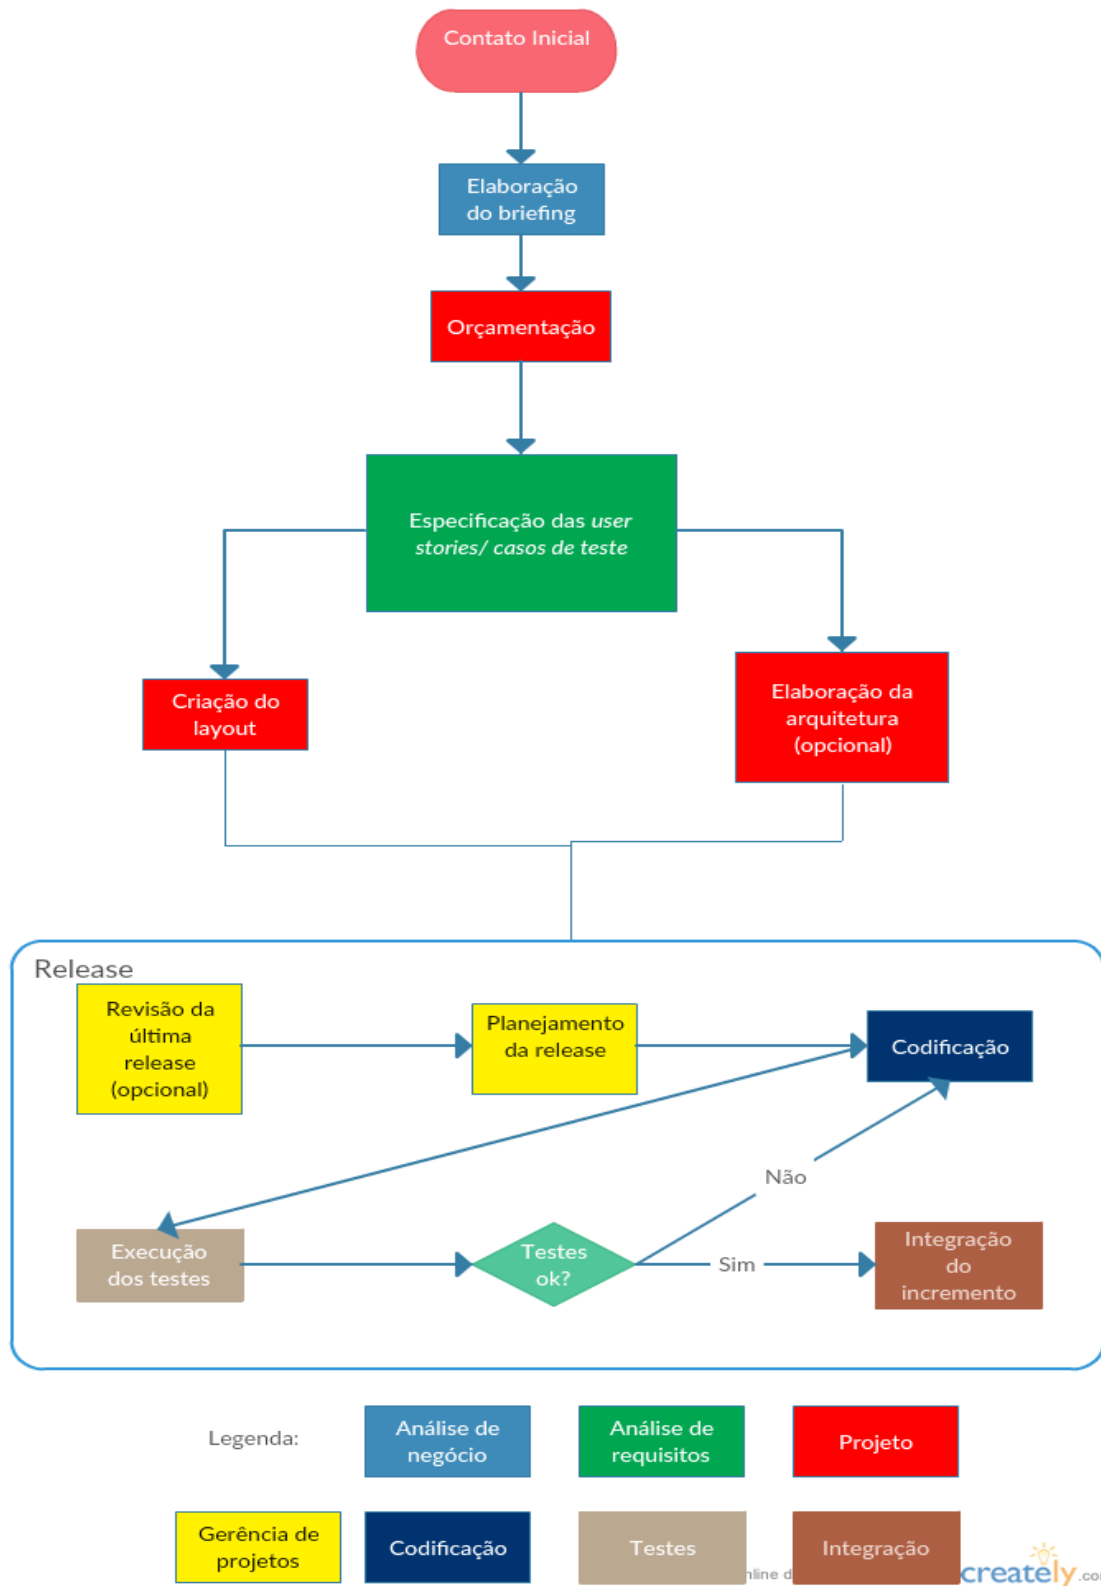 Contato Inicial
Elaboração
do briefing
Orçamentação
Especificação das user
stories/ casos de teste
Criação do
layout
Elaboração da
arquitetura
(opcional)
Release
Revisão da
última
release
(opcional)
Planejamento
da release
Codificação
Não
Execução
dos testes
Testes
ok?
Sim
Integração
do
incremento
Legenda:
Análise de
negócio
Análise de
requisitos
Projeto
Gerência de
projetos
Codificação
Testes
Integração
creately